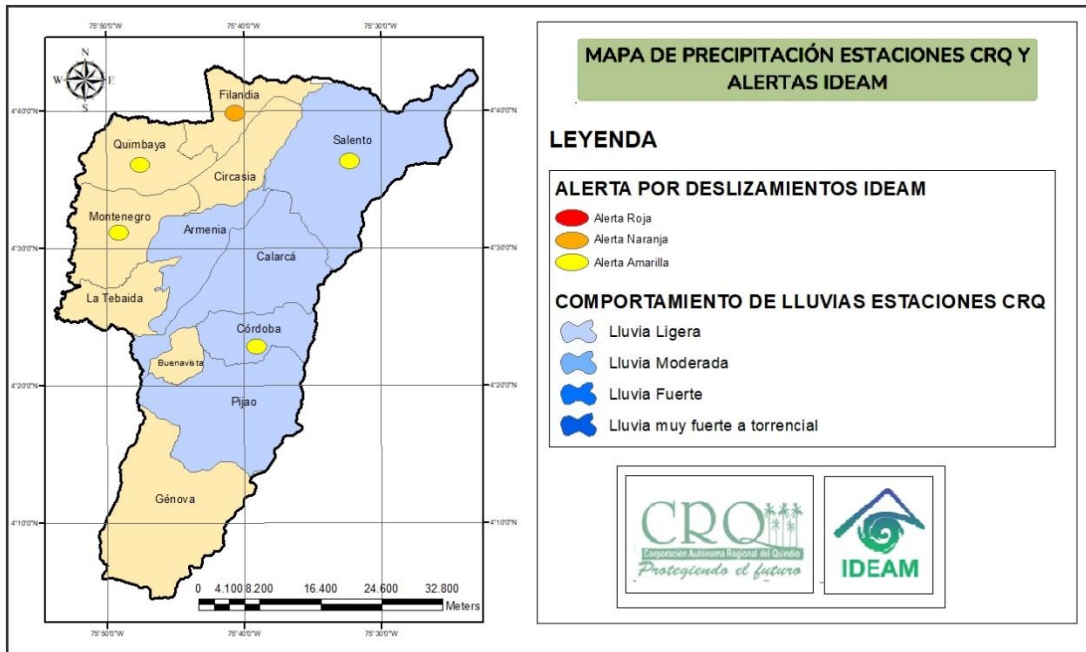 75°50'0"W
75°40'0"W
75°30'0"W
N
W
E
S
4°40'0"N
4°40'0"N
Filandia
Salento
Quimbaya
Circasia
Montenegro
Armenia
4°30'0"N
4°30'0"N
Calarcá
La Tebaida
Córdoba
Buenavista
4°20'0"N
4°20'0"N
Pijao
Génova
4°10'0"N
4°10'0"N
0 4.100 8.200 16.400 24.600 32.800
Meters
75°50'0"W
75°40'0"W
75°30'0"W
MAPA DE PRECIPITACIÓN ESTACIONES CRQ Y
ALERTAS IDEAM
LEYENDA
ALERTA POR DESLIZAMIENTOS IDEAM
Alerta Roja
Alerta Naranja
Alerta Amarilla
COMPORTAMIENTO DE LLUVIAS ESTACIONES CRQ
Lluvia Ligera
Lluvia Moderada
Lluvia Fuerte
Lluvia muy fuerte a torrencial
CRQ
Corporación Autónoma Regional del Quindío
Protegiendo el futuro
IDEAM